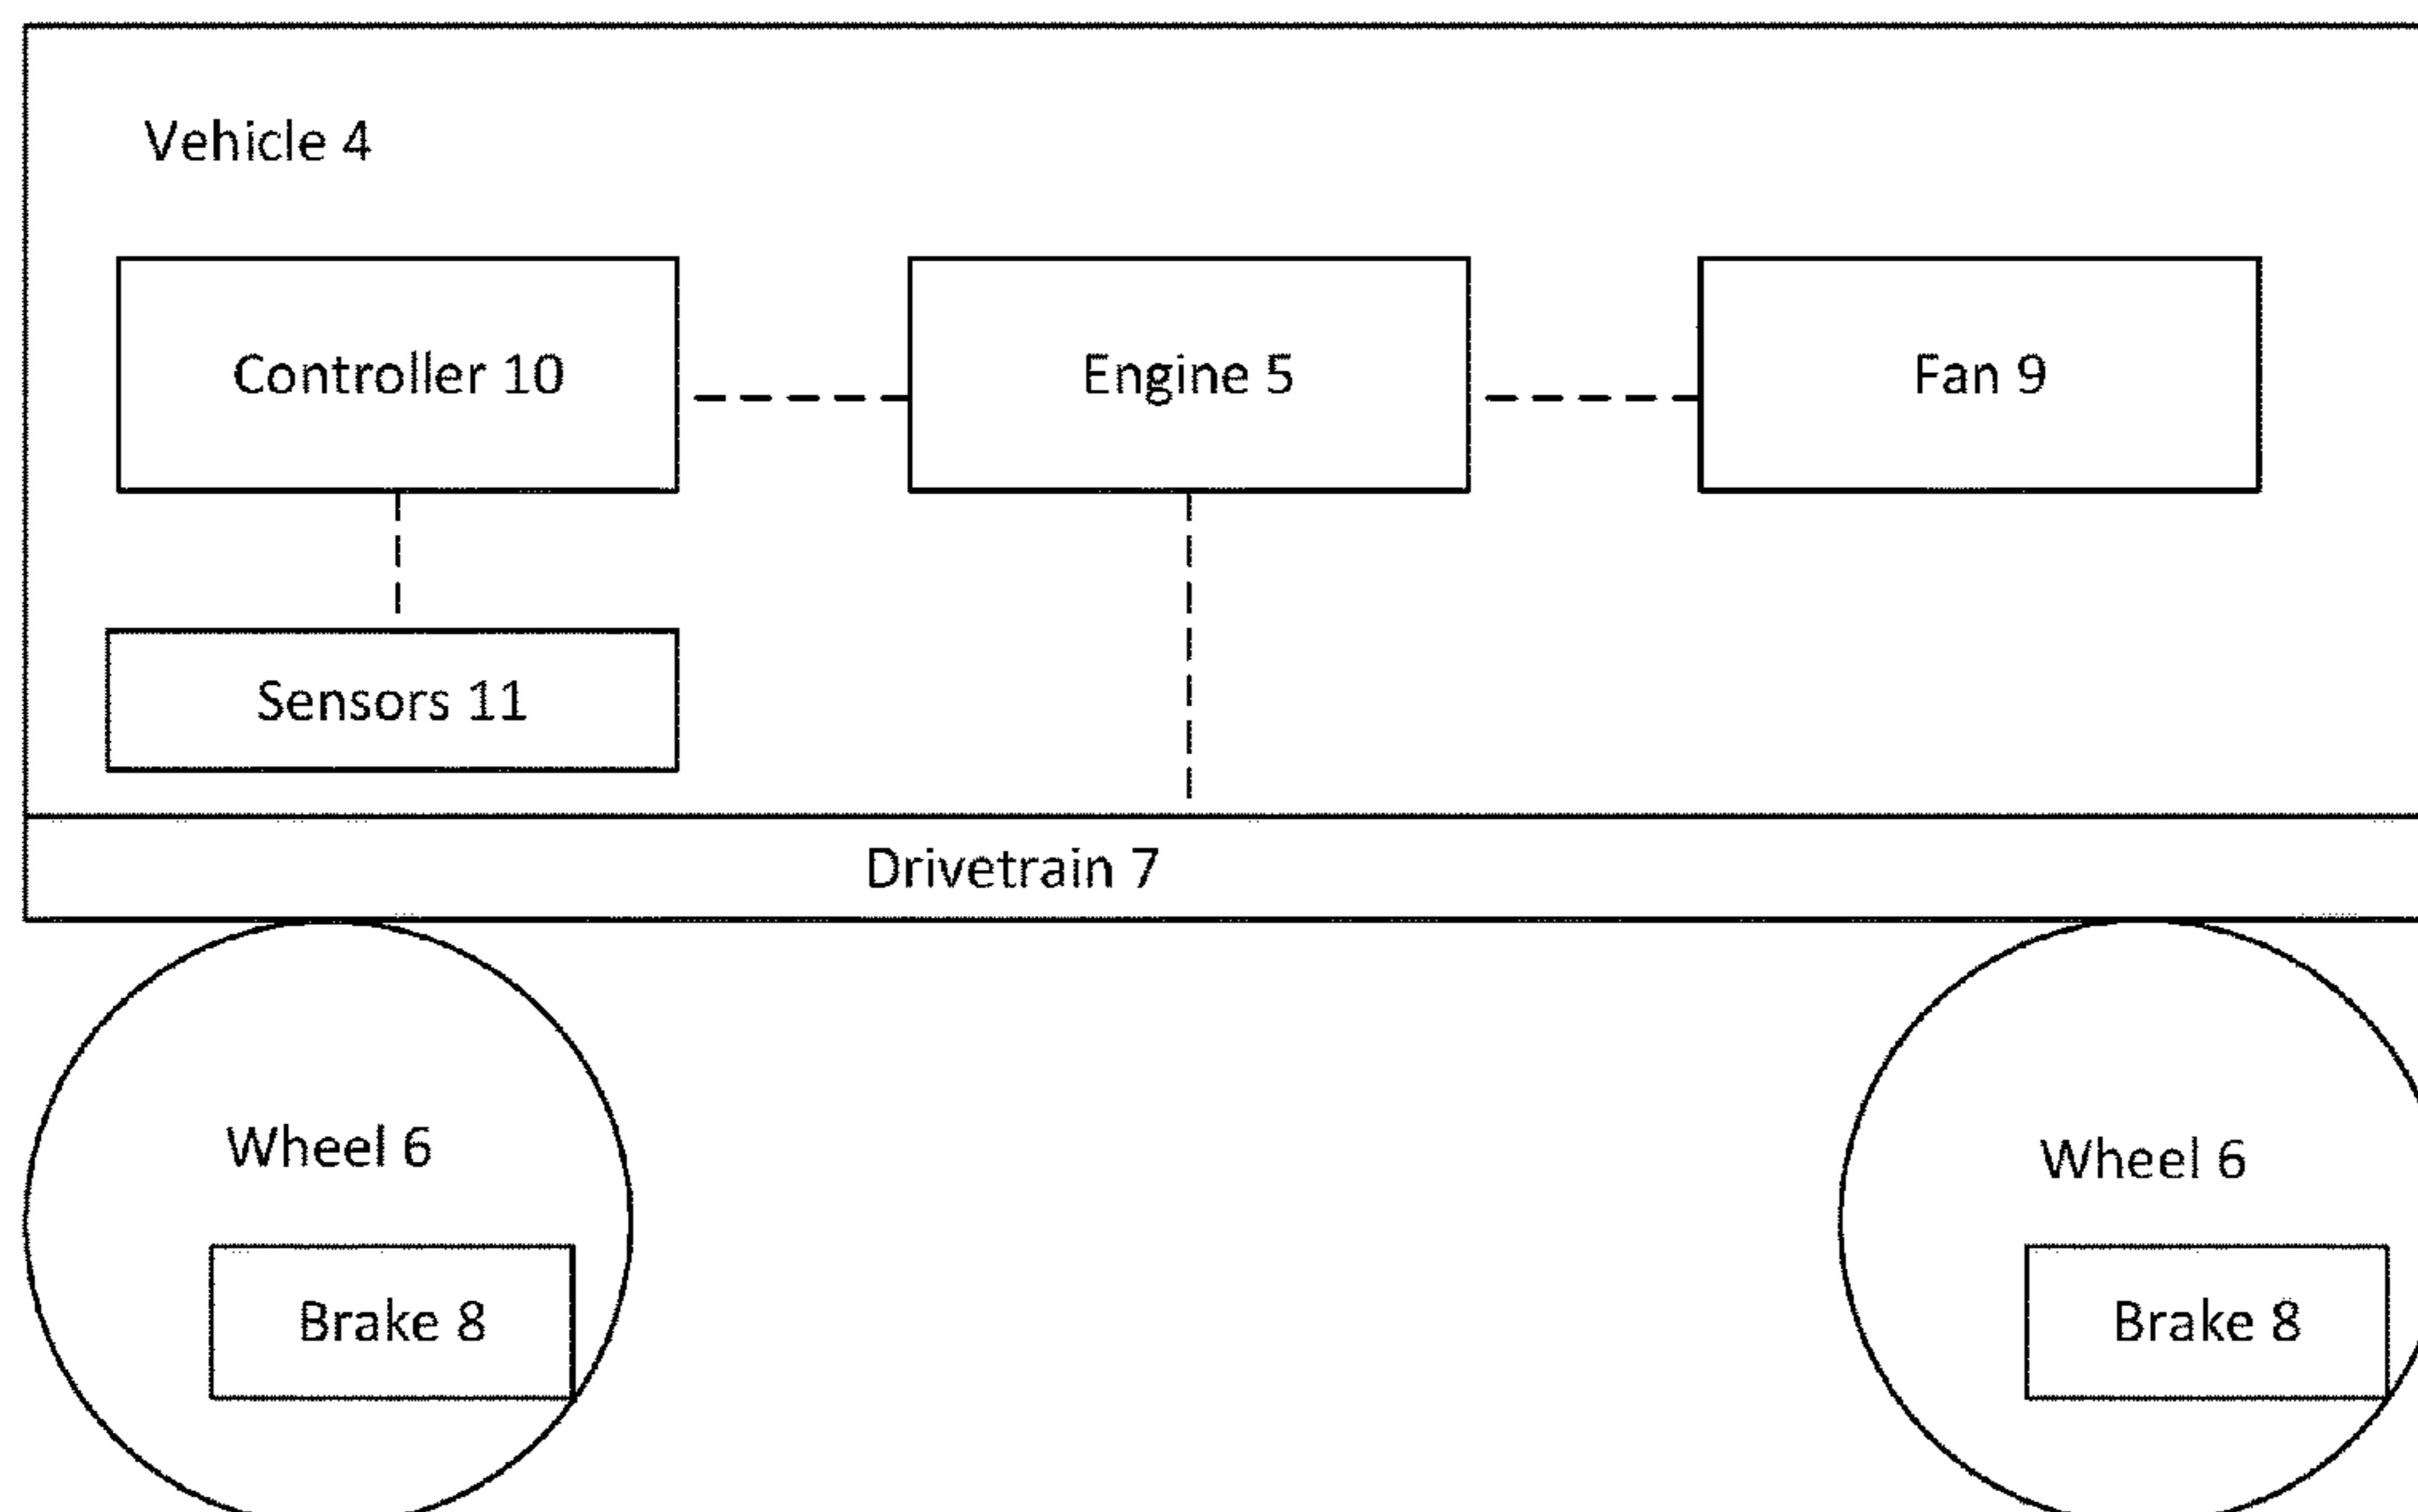 Vehicle 4
Controller 10
Engine 5
Fan 9
Sensors 11
Drivetrain 7
Wheel 6
Wheel 6
Brake 8
Brake 8